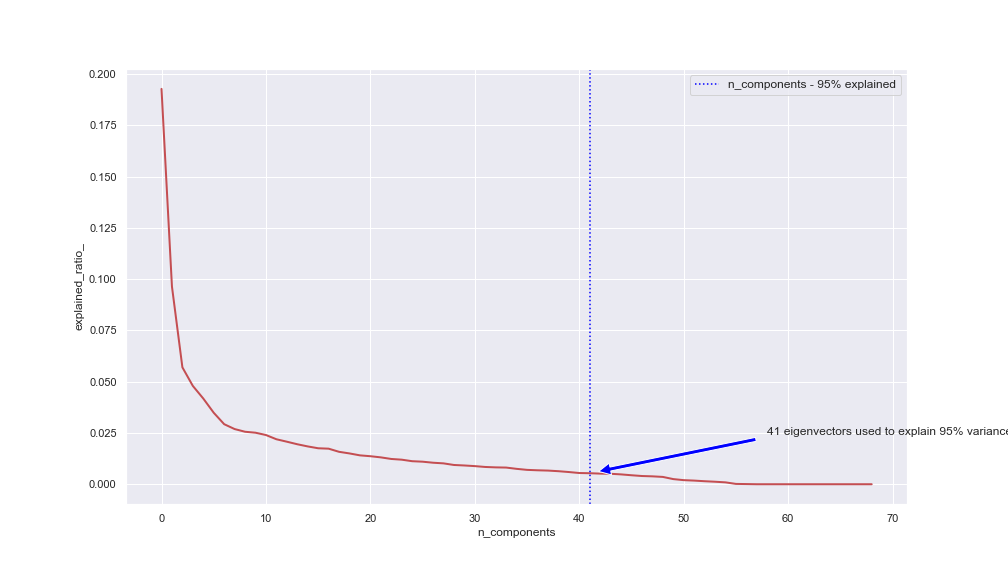 n_components - 95% explained
0.200
0.175
0.150
0.125
0.100
0.075
0.050
0.025
0.000
explained_ratio_
41 eigenvectors used to explain 95% variance
0 10 20 30 40 50 60 70
n_components